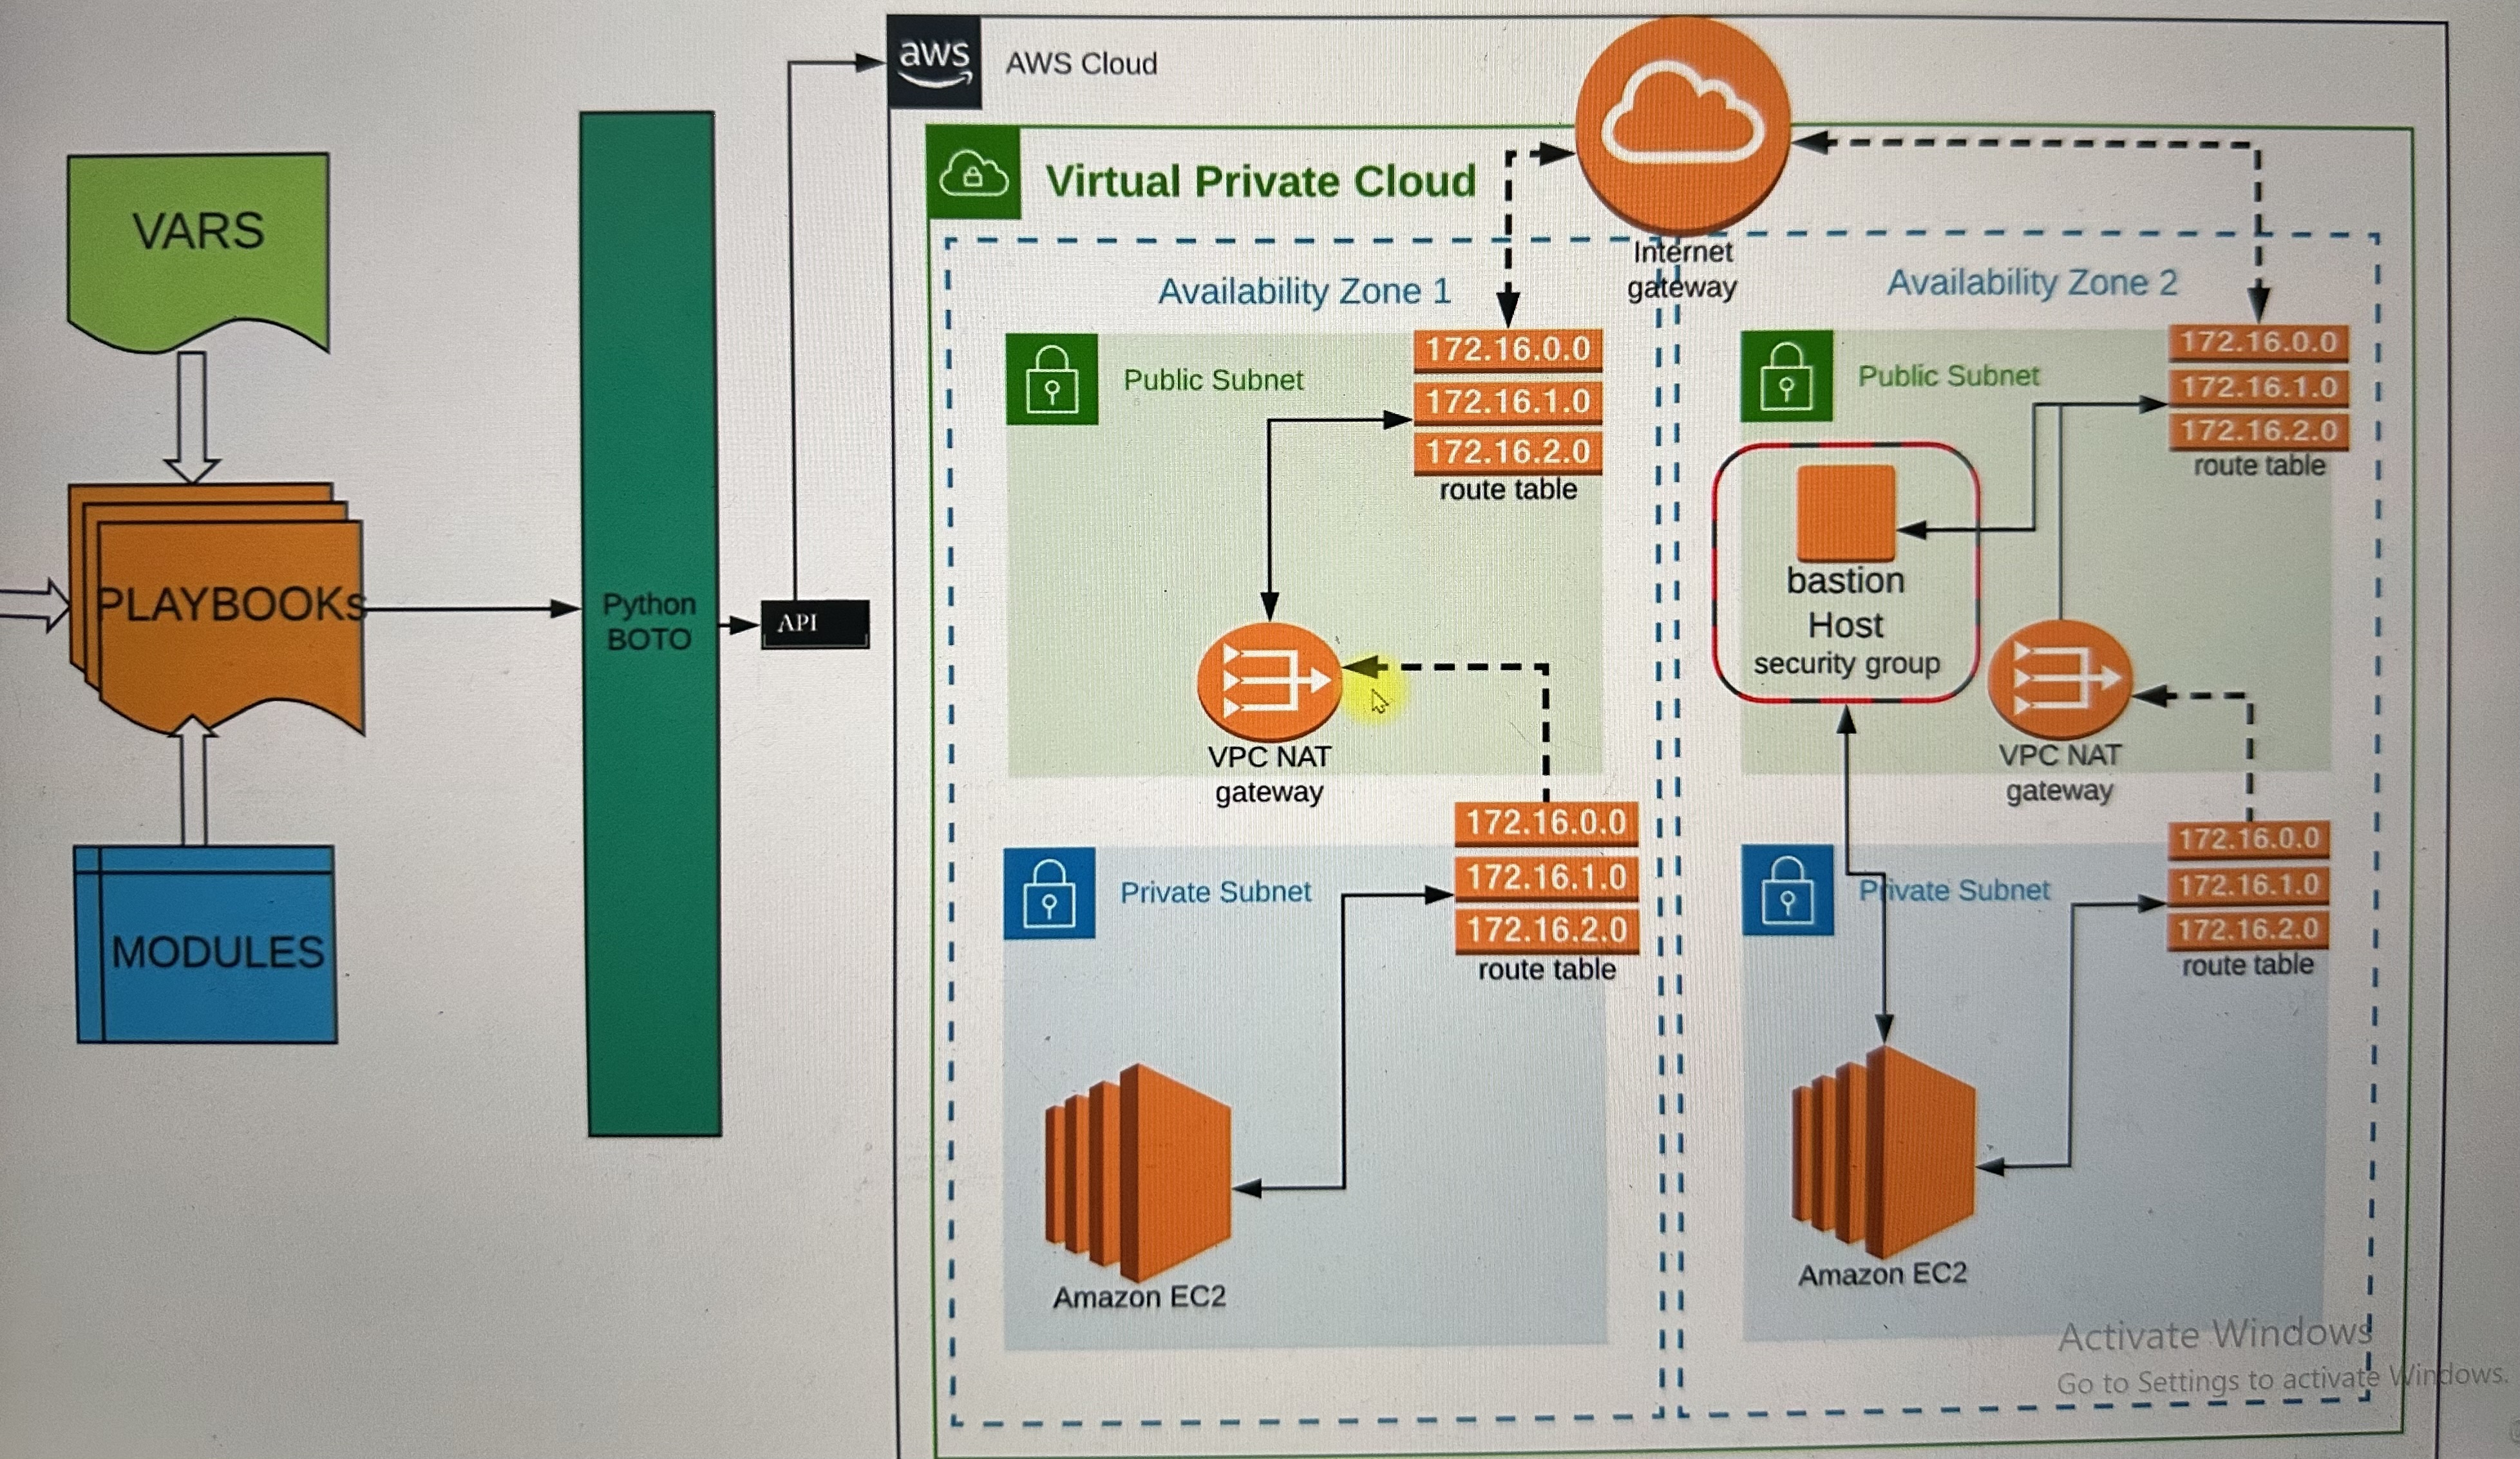 aws
AWS Cloud
Virtual Private Cloud
Internet
gateway
VARS
PLAYBOOKs
MODULES
Python
BOTO
API
Availability Zone 1
Public Subnet
172.16.0.0
172.16.1.0
172.16.2.0
route table
VPC NAT
gateway
Private Subnet
172.16.0.0
172.16.1.0
172.16.2.0
route table
Amazon EC2
Availability Zone 2
Public Subnet
172.16.0.0
172.16.1.0
172.16.2.0
route table
bastion
Host
security group
VPC NAT
gateway
Private Subnet
172.16.0.0
172.16.1.0
172.16.2.0
route table
Amazon EC2
Activate Windows
Go to Settings to activate Windows.